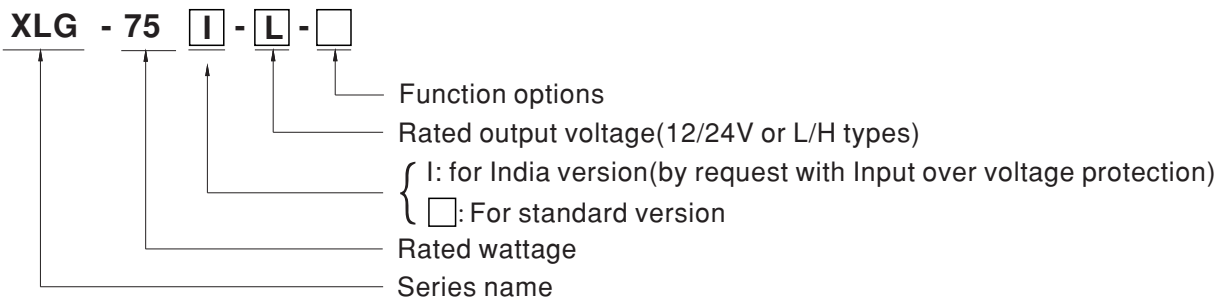 XLG - 75 I - L - □
Function options
Rated output voltage(12/24V or L/H types)
I: for India version(by request with Input over voltage protection)
□: For standard version
Rated wattage
Series name